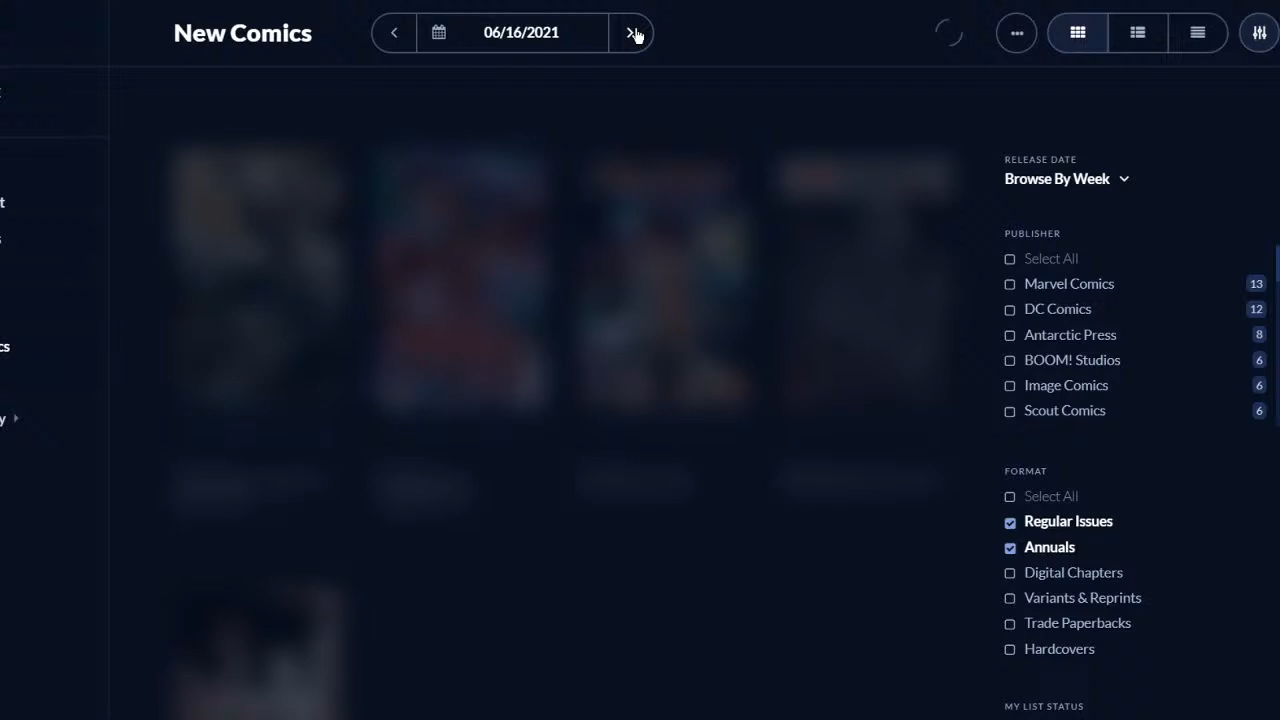 New Comics
06/16/2021
RELEASE DATE
Browse By Week
PUBLISHER
Select All
Marvel Comics 13
DC Comics 12
Antarctic Press 8
BOOM! Studios 6
Image Comics 6
Scout Comics 6
FORMAT
Select All
Regular Issues
Annuals
Digital Chapters
Variants & Reprints
Trade Paperbacks
Hardcovers
MY LIST STATUS